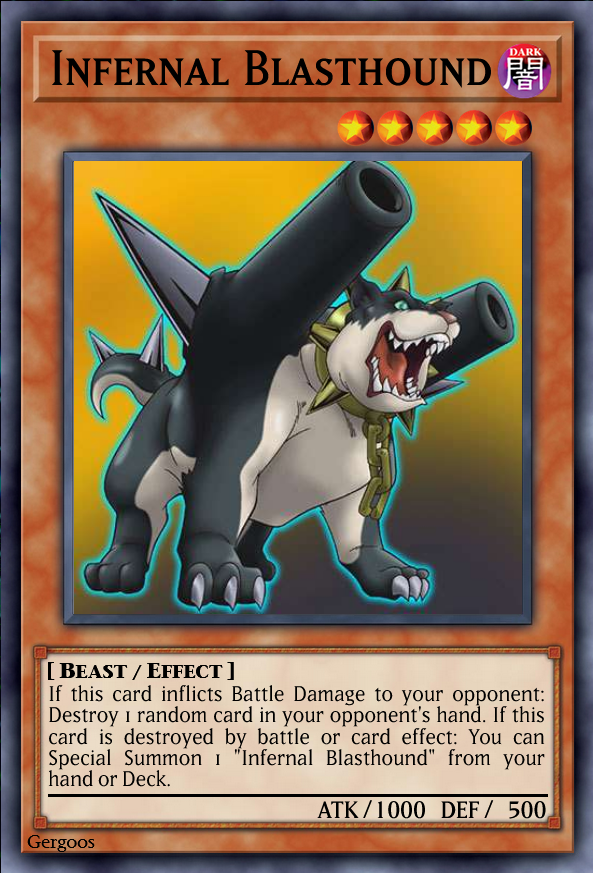 Infernal Blasthound
DARK
闇
[ Beast / Effect ]
If this card inflicts Battle Damage to your opponent:
Destroy 1 random card in your opponent's hand. If this
card is destroyed by battle or card effect: You can
Special Summon 1 "Infernal Blasthound" from your
hand or Deck.
ATK / 1000 DEF / 500
Gergoos